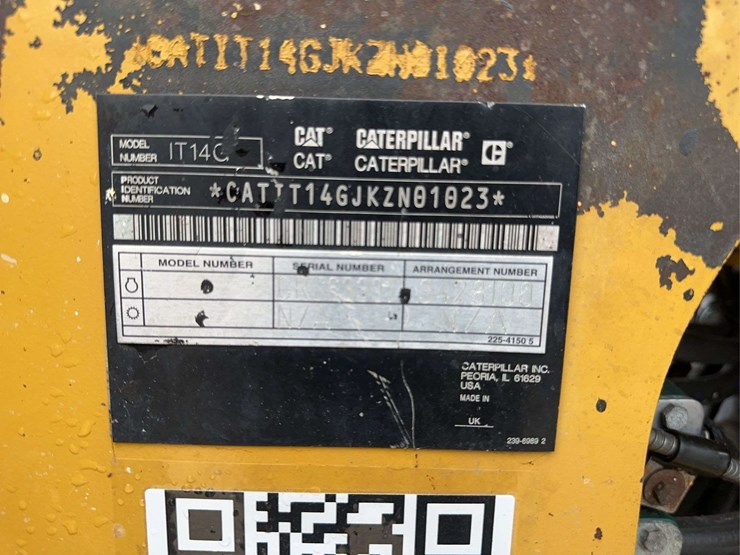 *CATIT14GJKZN01023*
MODEL NUMBER IT14G
CAT® CATERPILLAR®
CAT® CATERPILLAR®
PRODUCT IDENTIFICATION NUMBER *CATIT14GJKZN01023*
MODEL NUMBER SERIAL NUMBER ARRANGEMENT NUMBER
N/A N/A
225-4150 5
CATERPILLAR INC.
PEORIA, IL 61629
USA
MADE IN
UK
239-6989 2